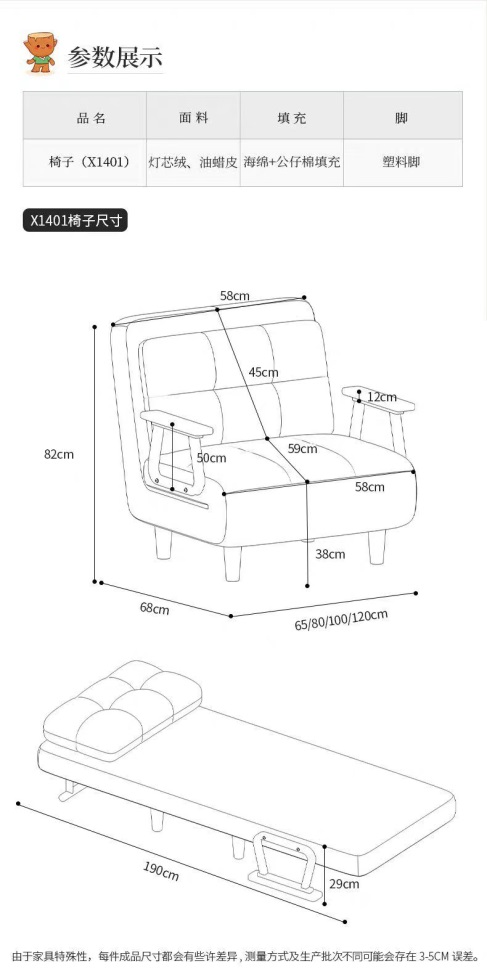 参数展示
品名 面料 填充 脚
椅子（X1401） 灯芯绒、油蜡皮 海绵+公仔棉填充 塑料脚
X1401椅子尺寸
58cm
45cm
12cm
82cm
50cm
59cm
58cm
38cm
68cm
65/80/100/120cm
190cm
29cm
由于家具特殊性，每件成品尺寸都会有些许差异 , 测量方式及生产批次不同可能会存在 3-5CM 误差。